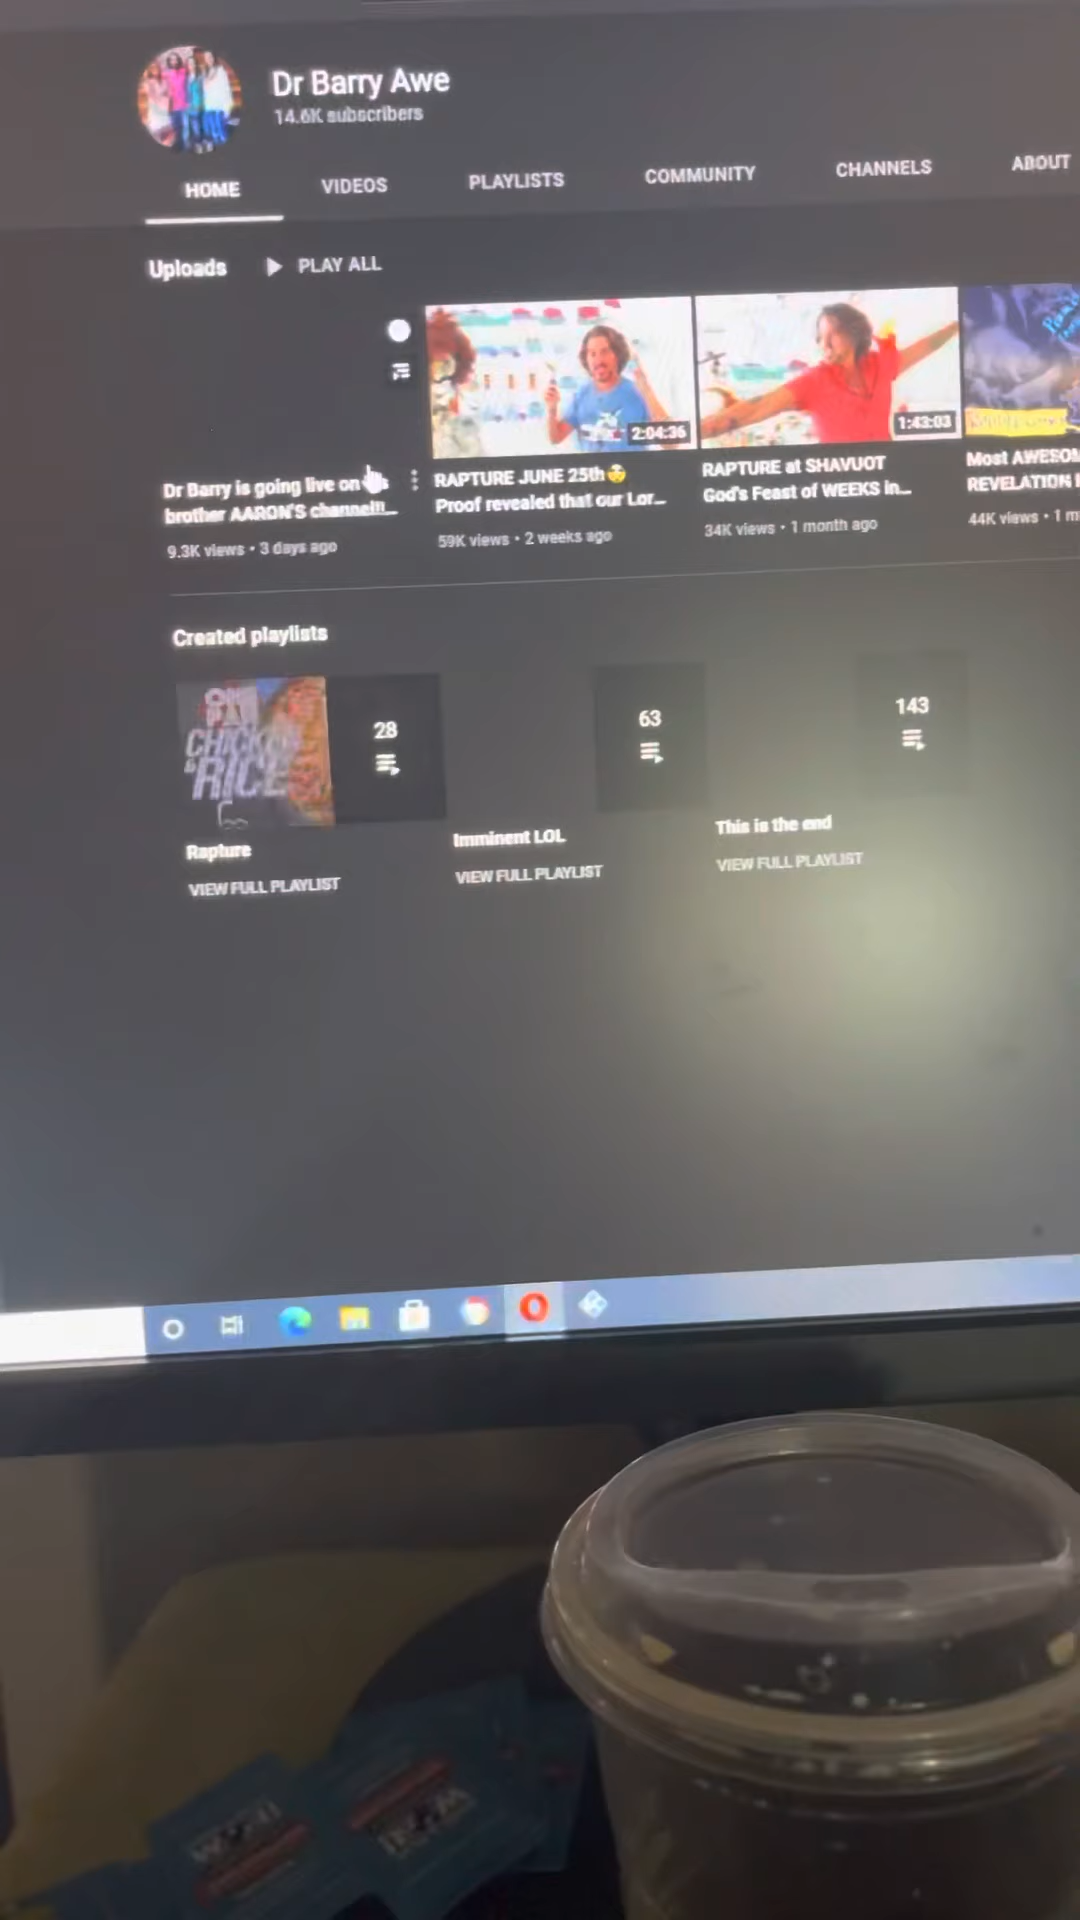 Dr Barry Awe
14.6K subscribers
HOME VIDEOS PLAYLISTS COMMUNITY CHANNELS ABOUT
Uploads PLAY ALL
2:04:36
1:43:03
Dr Barry is going live on
brother AARON'S channel!!...
9.3K views • 3 days ago
RAPTURE JUNE 25th
Proof revealed that our Lor...
59K views • 2 weeks ago
RAPTURE at SHAVUOT
God's Feast of WEEKS in...
34K views • 1 month ago
Most AWESOM
REVELATION
44K views • 1 m
Created playlists
CHICKEN
& RICE
28
63
143
Rapture
VIEW FULL PLAYLIST
Imminent LOL
VIEW FULL PLAYLIST
This is the end
VIEW FULL PLAYLIST